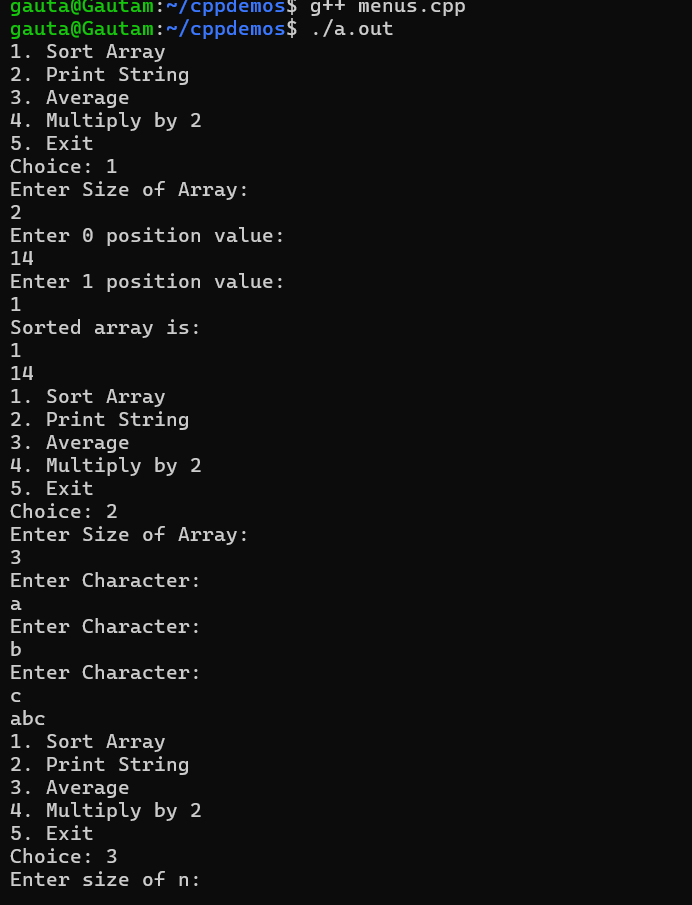 gauta@Gautam:~/cppdemos$ g++ menus.cpp
gauta@Gautam:~/cppdemos$ ./a.out
1. Sort Array
2. Print String
3. Average
4. Multiply by 2
5. Exit
Choice: 1
Enter Size of Array:
2
Enter 0 position value:
14
Enter 1 position value:
1
Sorted array is:
1
14
1. Sort Array
2. Print String
3. Average
4. Multiply by 2
5. Exit
Choice: 2
Enter Size of Array:
3
Enter Character:
a
Enter Character:
b
Enter Character:
c
abc
1. Sort Array
2. Print String
3. Average
4. Multiply by 2
5. Exit
Choice: 3
Enter size of n: